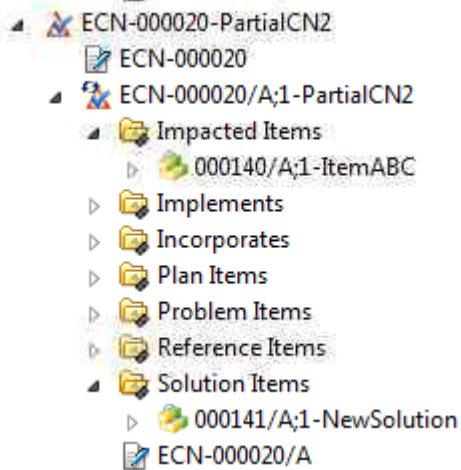 ECN-000020-PartialCN2
ECN-000020
ECN-000020/A;1-PartialCN2
Impacted Items
000140/A;1-ItemABC
Implements
Incorporates
Plan Items
Problem Items
Reference Items
Solution Items
000141/A;1-NewSolution
ECN-000020/A